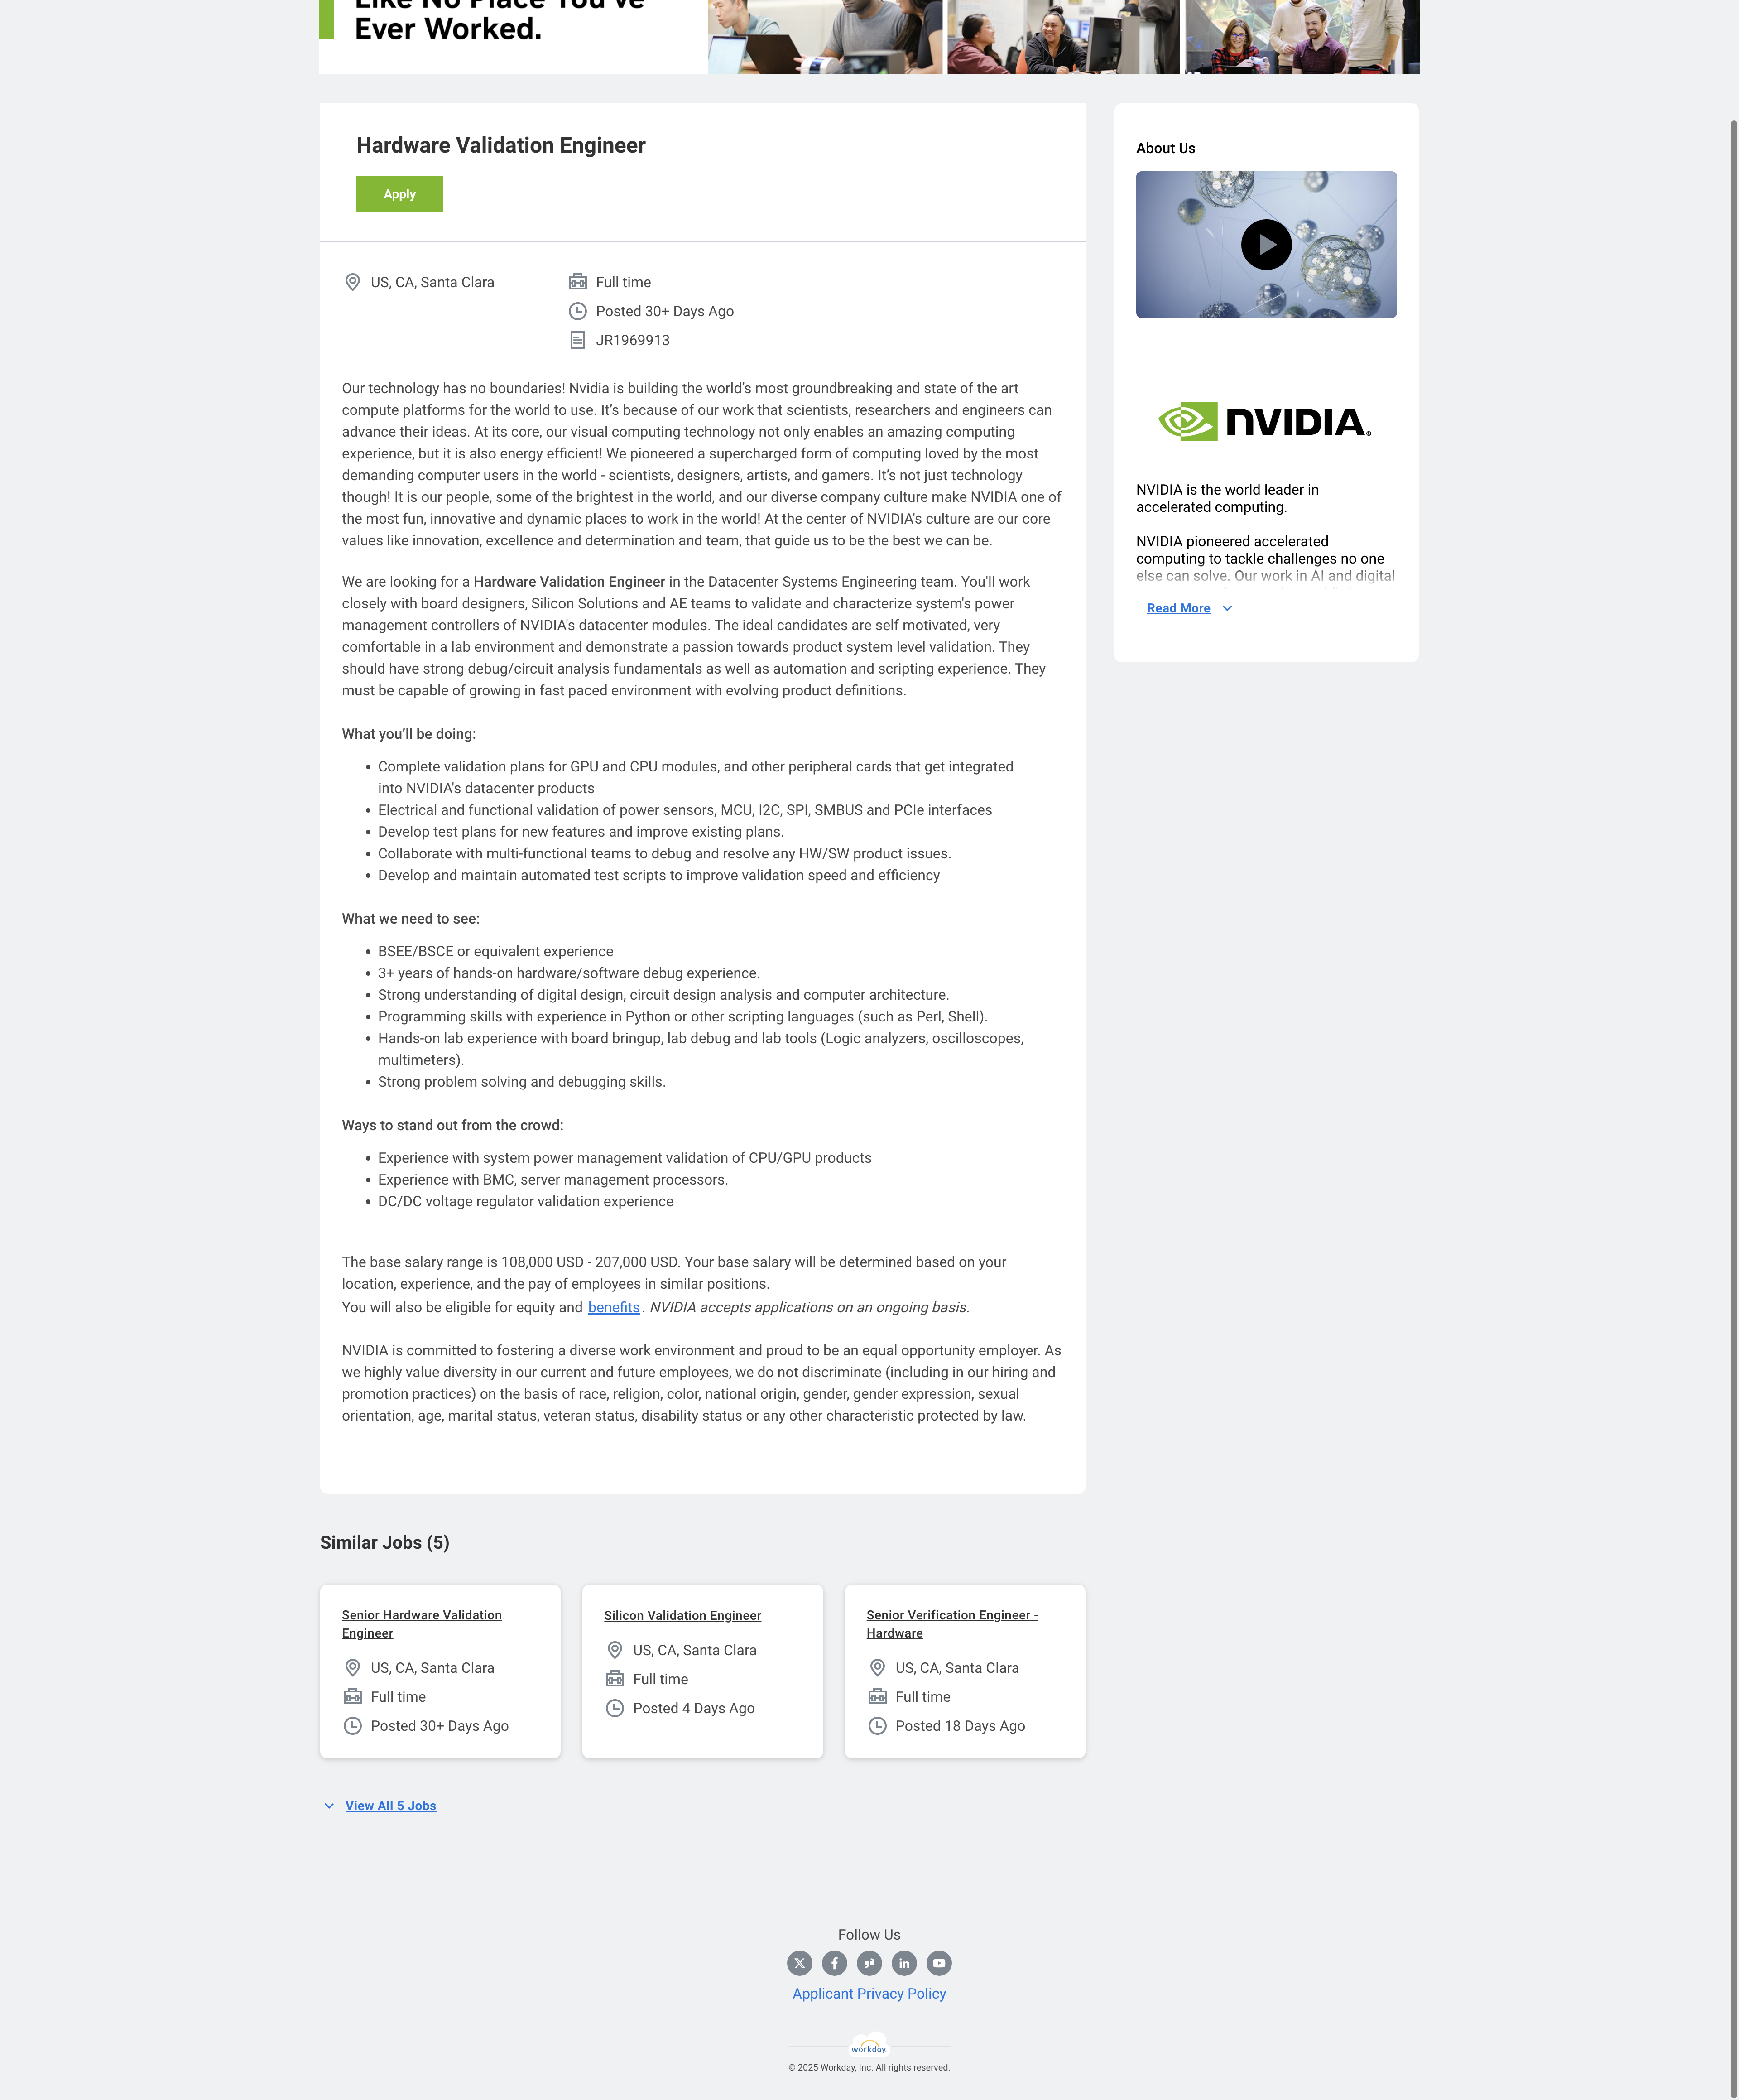 Like No Place You've
Ever Worked.
Hardware Validation Engineer
Apply
US, CA, Santa Clara
Full time
Posted 30+ Days Ago
JR1969913
Our technology has no boundaries! Nvidia is building the world’s most groundbreaking and state of the art
compute platforms for the world to use. It’s because of our work that scientists, researchers and engineers can
advance their ideas. At its core, our visual computing technology not only enables an amazing computing
experience, but it is also energy efficient! We pioneered a supercharged form of computing loved by the most
demanding computer users in the world - scientists, designers, artists, and gamers. It’s not just technology
though! It is our people, some of the brightest in the world, and our diverse company culture make NVIDIA one of
the most fun, innovative and dynamic places to work in the world! At the center of NVIDIA's culture are our core
values like innovation, excellence and determination and team, that guide us to be the best we can be.
We are looking for a Hardware Validation Engineer in the Datacenter Systems Engineering team. You'll work
closely with board designers, Silicon Solutions and AE teams to validate and characterize system's power
management controllers of NVIDIA's datacenter modules. The ideal candidates are self motivated, very
comfortable in a lab environment and demonstrate a passion towards product system level validation. They
should have strong debug/circuit analysis fundamentals as well as automation and scripting experience. They
must be capable of growing in fast paced environment with evolving product definitions.
What you’ll be doing:
• Complete validation plans for GPU and CPU modules, and other peripheral cards that get integrated
into NVIDIA's datacenter products
• Electrical and functional validation of power sensors, MCU, I2C, SPI, SMBUS and PCIe interfaces
• Develop test plans for new features and improve existing plans.
• Collaborate with multi-functional teams to debug and resolve any HW/SW product issues.
• Develop and maintain automated test scripts to improve validation speed and efficiency
What we need to see:
• BSEE/BSCE or equivalent experience
• 3+ years of hands-on hardware/software debug experience.
• Strong understanding of digital design, circuit design analysis and computer architecture.
• Programming skills with experience in Python or other scripting languages (such as Perl, Shell).
• Hands-on lab experience with board bringup, lab debug and lab tools (Logic analyzers, oscilloscopes,
multimeters).
• Strong problem solving and debugging skills.
Ways to stand out from the crowd:
• Experience with system power management validation of CPU/GPU products
• Experience with BMC, server management processors.
• DC/DC voltage regulator validation experience
The base salary range is 108,000 USD - 207,000 USD. Your base salary will be determined based on your
location, experience, and the pay of employees in similar positions.
You will also be eligible for equity and benefits. NVIDIA accepts applications on an ongoing basis.
NVIDIA is committed to fostering a diverse work environment and proud to be an equal opportunity employer. As
we highly value diversity in our current and future employees, we do not discriminate (including in our hiring and
promotion practices) on the basis of race, religion, color, national origin, gender, gender expression, sexual
orientation, age, marital status, veteran status, disability status or any other characteristic protected by law.
About Us
NVIDIA.
NVIDIA is the world leader in
accelerated computing.
NVIDIA pioneered accelerated
computing to tackle challenges no one
else can solve. Our work in AI and digital
Read More
Similar Jobs (5)
Senior Hardware Validation
Engineer
US, CA, Santa Clara
Full time
Posted 30+ Days Ago
Silicon Validation Engineer
US, CA, Santa Clara
Full time
Posted 4 Days Ago
Senior Verification Engineer -
Hardware
US, CA, Santa Clara
Full time
Posted 18 Days Ago
View All 5 Jobs
Follow Us
Applicant Privacy Policy
workday
© 2025 Workday, Inc. All rights reserved.